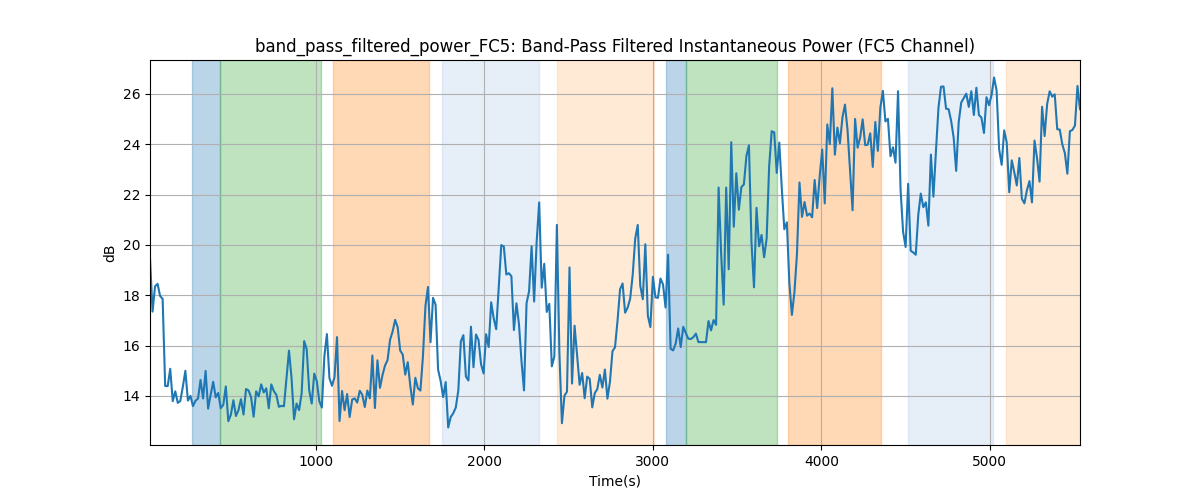 band_pass_filtered_power_FC5: Band-Pass Filtered Instantaneous Power (FC5 Channel)
26
24
22
20
18
16
14
dB
1000 2000 3000 4000 5000
Time(s)